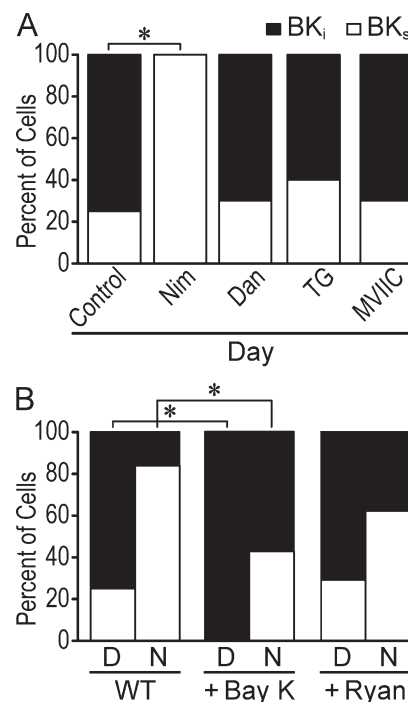 A
BKi BKs
*
100
80
60
40
20
0
Percent of Cells
Control Nim Dan TG MVIIC
Day
B
*
*
100
80
60
40
20
0
Percent of Cells
D N D N D N
WT + Bay K + Ryan